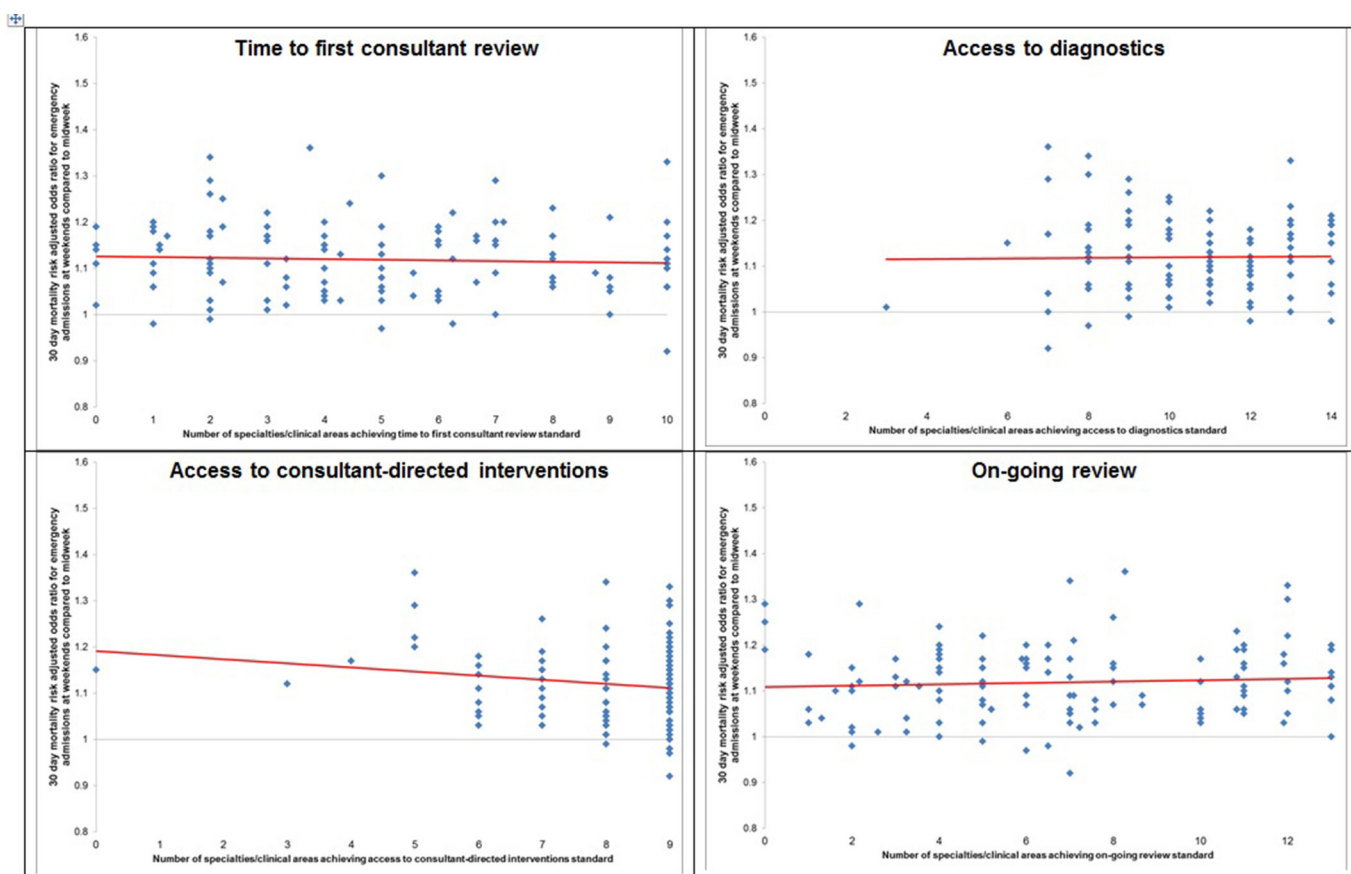 Time to first consultant review
30 day mortality risk adjusted odds ratio for emergency
admissions at weekends compared to midweek
1.6
1.5
1.4
1.3
1.2
1.1
1
0.9
0.8
0 1 2 3 4 5 6 7 8 9 10
Number of specialties/clinical areas achieving time to first consultant review standard
Access to diagnostics
30 day mortality risk adjusted odds ratio for emergency
admissions at weekends compared to midweek
1.6
1.5
1.4
1.3
1.2
1.1
1
0.9
0.8
0 2 4 6 8 10 12 14
Number of specialties/clinical areas achieving access to diagnostics standard
Access to consultant-directed interventions
30 day mortality risk adjusted odds ratio for emergency
admissions at weekends compared to midweek
1.6
1.5
1.4
1.3
1.2
1.1
1
0.9
0.8
0 1 2 3 4 5 6 7 8 9
Number of specialties/clinical areas achieving access to consultant-directed interventions standard
On-going review
30 day mortality risk adjusted odds ratio for emergency
admissions at weekends compared to midweek
1.6
1.5
1.4
1.3
1.2
1.1
1
0.9
0.8
0 2 4 6 8 10 12
Number of specialties/clinical areas achieving on-going review standard